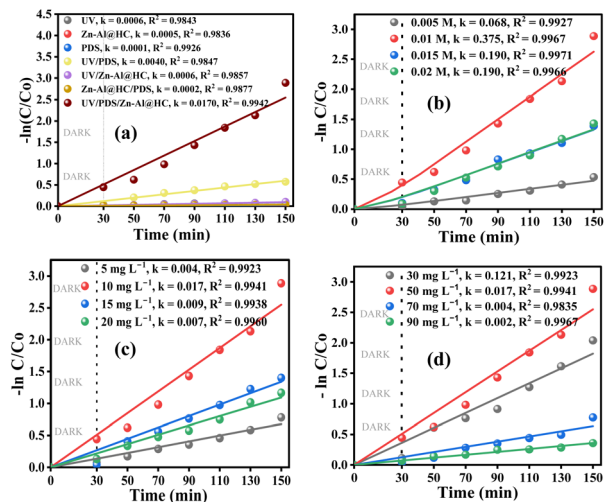 UV, k = 0.0006, R² = 0.9843
Zn-Al@HC, k = 0.0005, R² = 0.9836
PDS, k = 0.0001, R² = 0.9926
UV/PDS, k = 0.0040, R² = 0.9847
UV/Zn-Al@HC, k = 0.0006, R² = 0.9857
Zn-Al@HC/PDS, k = 0.0002, R² = 0.9877
UV/PDS/Zn-Al@HC, k = 0.0170, R² = 0.9942
-ln(C/Co)
4.5
4.0
3.5
3.0
2.5
2.0
1.5
1.0
0.5
0.0
DARK
DARK
(a)
0 30 50 70 90 110 130 150
Time (min)
0.005 M, k = 0.068, R² = 0.9927
0.01 M, k = 0.375, R² = 0.9967
0.015 M, k = 0.190, R² = 0.9971
0.02 M, k = 0.190, R² = 0.9966
-ln C/Co
3.0
2.5
2.0
1.5
1.0
0.5
0.0
DARK
DARK
DARK
DARK
(b)
0 30 50 70 90 110 130 150
Time (min)
5 mg L⁻¹, k = 0.004, R² = 0.9923
10 mg L⁻¹, k = 0.017, R² = 0.9941
15 mg L⁻¹, k = 0.009, R² = 0.9938
20 mg L⁻¹, k = 0.007, R² = 0.9960
-ln C/Co
3.0
2.5
2.0
1.5
1.0
0.5
0.0
DARK
DARK
DARK
DARK
(c)
0 30 50 70 90 110 130 150
Time (min)
30 mg L⁻¹, k = 0.121, R² = 0.9923
50 mg L⁻¹, k = 0.017, R² = 0.9941
70 mg L⁻¹, k = 0.004, R² = 0.9835
90 mg L⁻¹, k = 0.002, R² = 0.9967
- ln C/Co
3.0
2.5
2.0
1.5
1.0
0.5
0.0
DARK
DARK
DARK
DARK
(d)
0 30 50 70 90 110 130 150
Time (min)